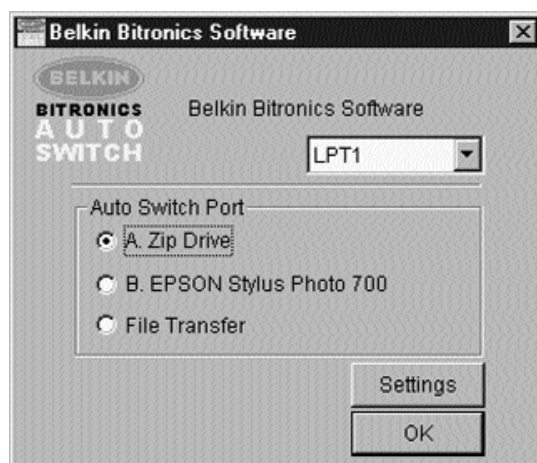 Belkin Bitronics Software
BELKIN
BITRONICS
AUTO
SWITCH
Belkin Bitronics Software
LPT1
Auto Switch Port
A. Zip Drive
B. EPSON Stylus Photo 700
File Transfer
Settings
OK